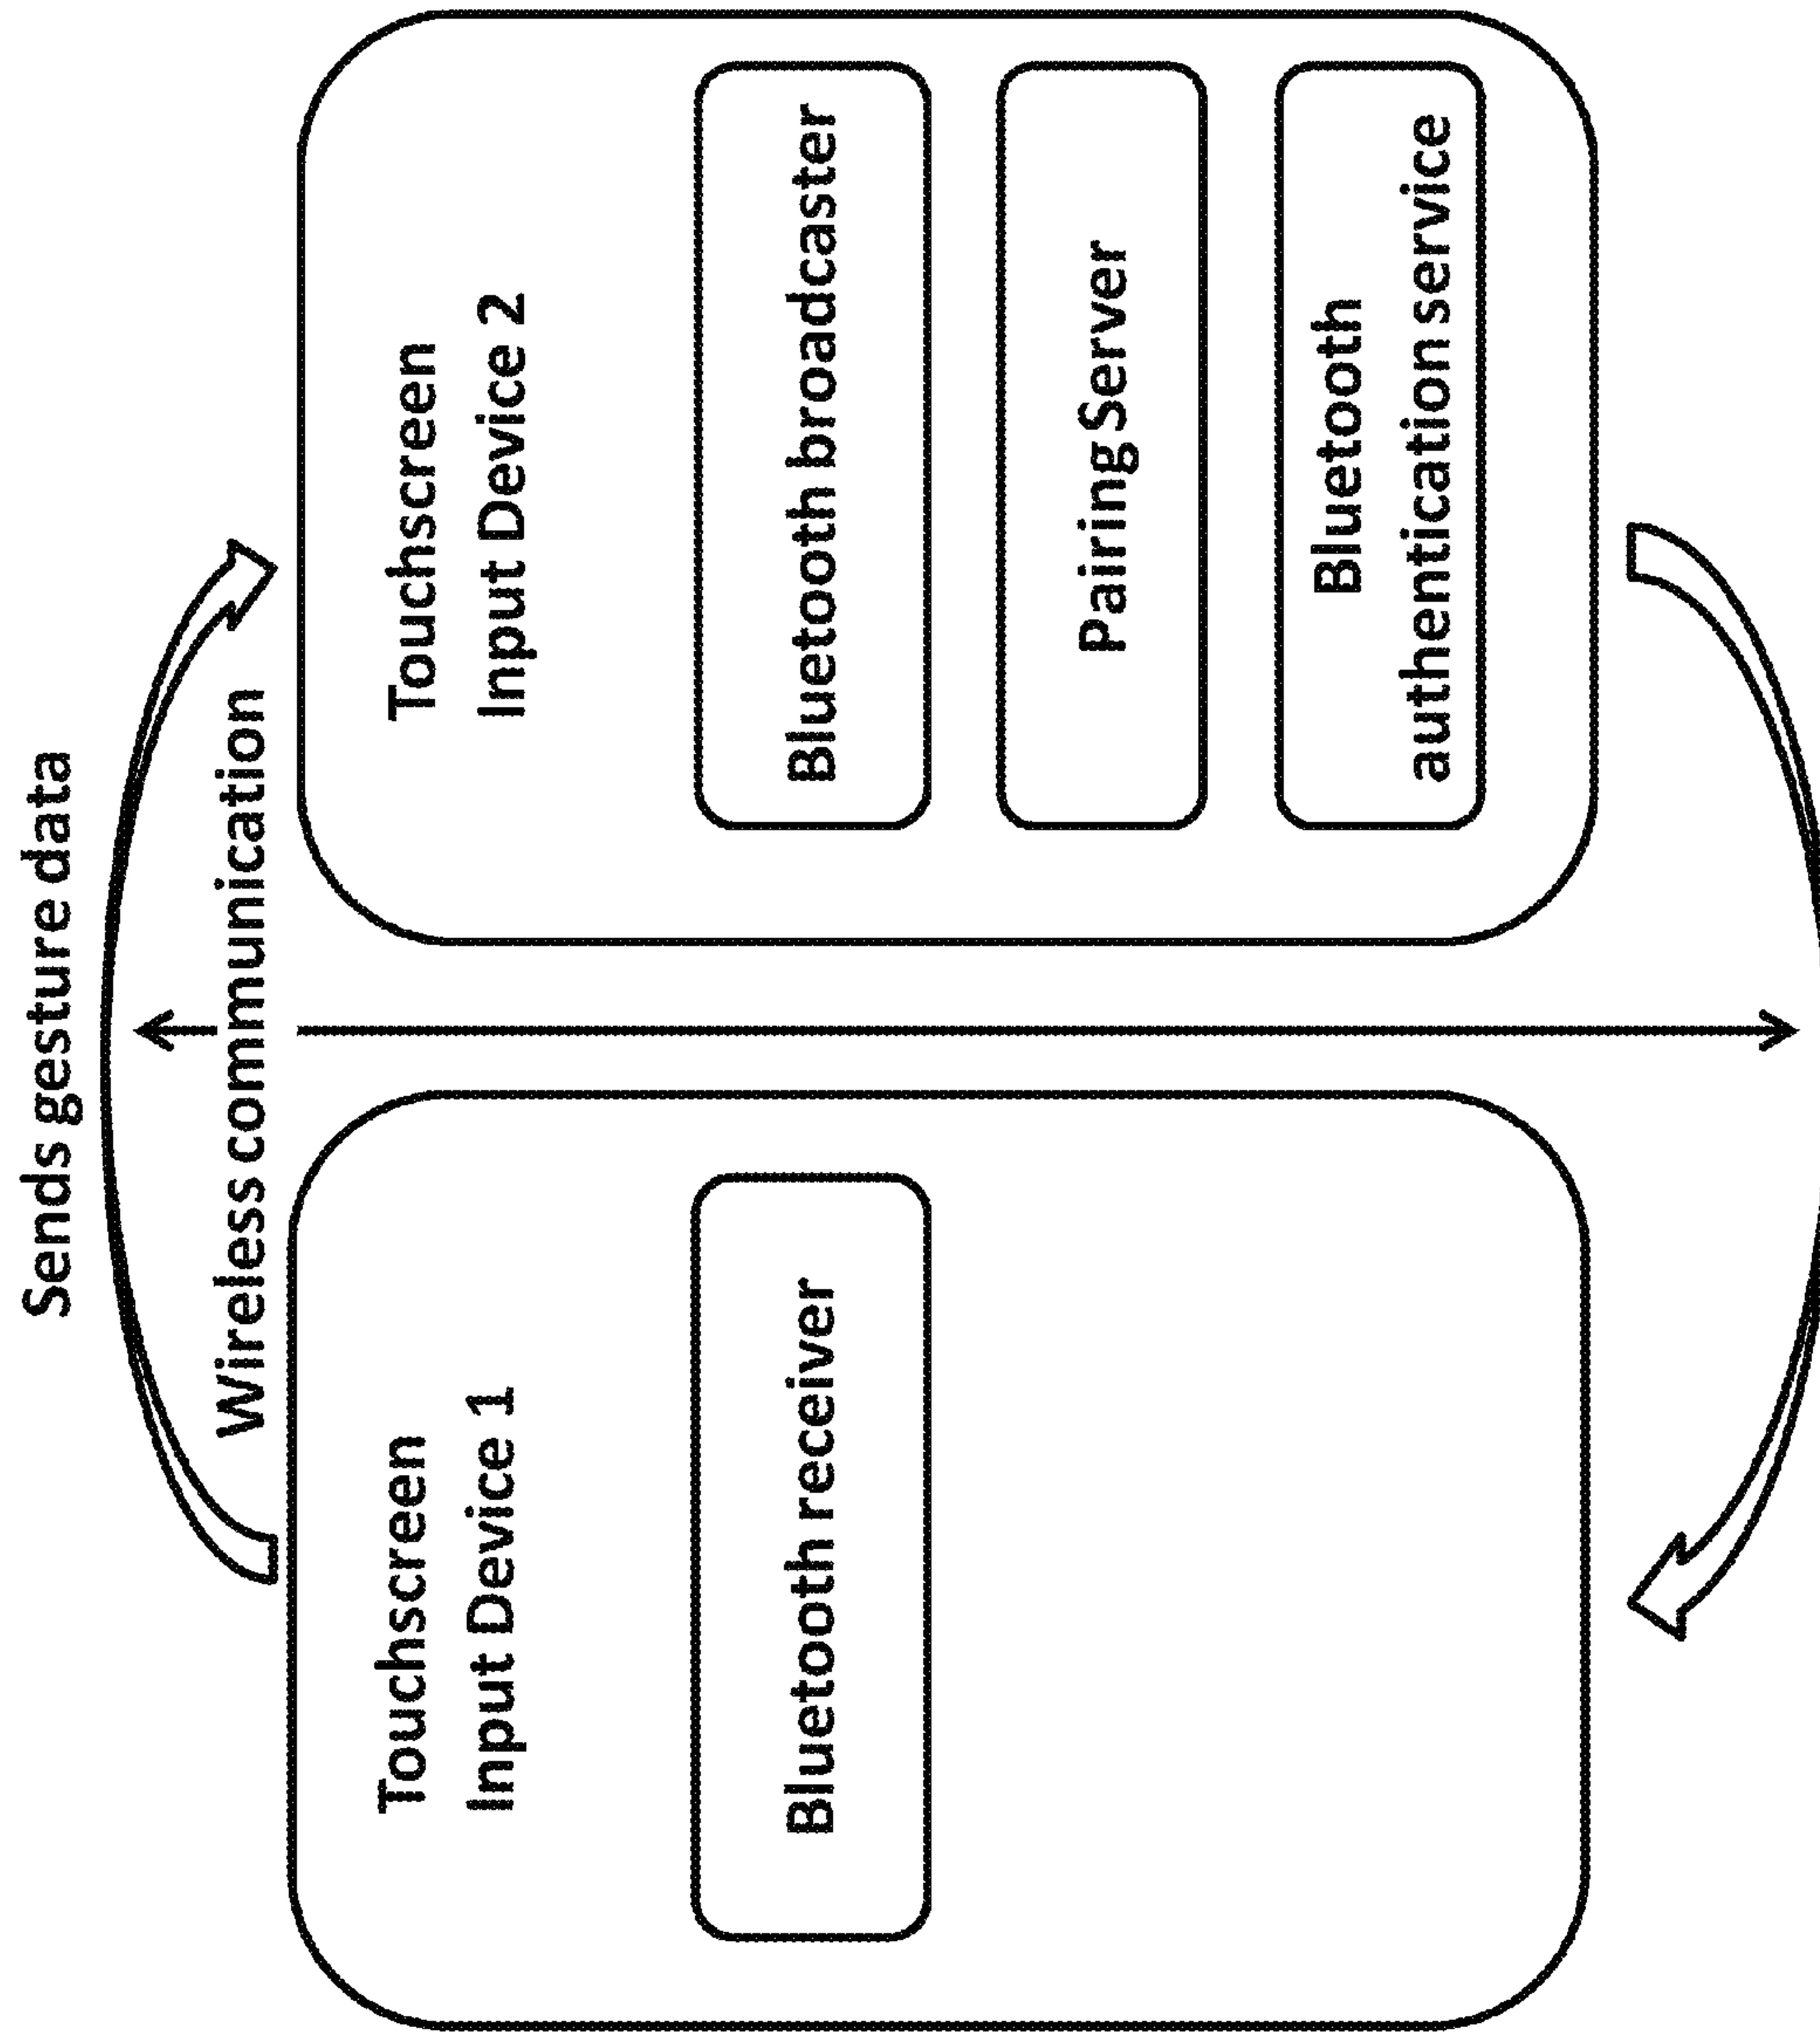 Sends gesture data
Wireless communication
Touchscreen
Input Device 1
Bluetooth receiver
Touchscreen
Input Device 2
Bluetooth broadcaster
Pairing Server
Bluetooth
authentication service